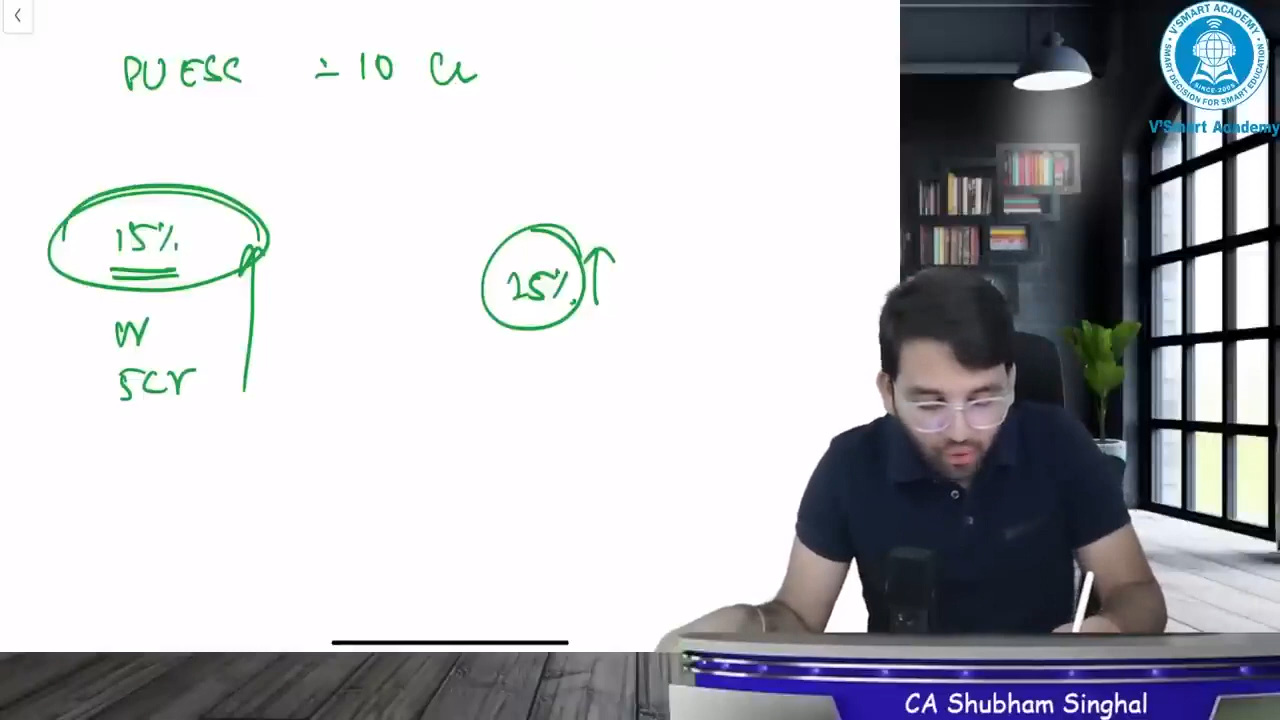 PUESC = 10 Cr
15%
or
5Cr
25% ↑
V'SMART ACADEMY
SMART DECISION FOR SMART EDUCATION
SINCE-2005
V'Smart Academy
CA Shubham Singhal